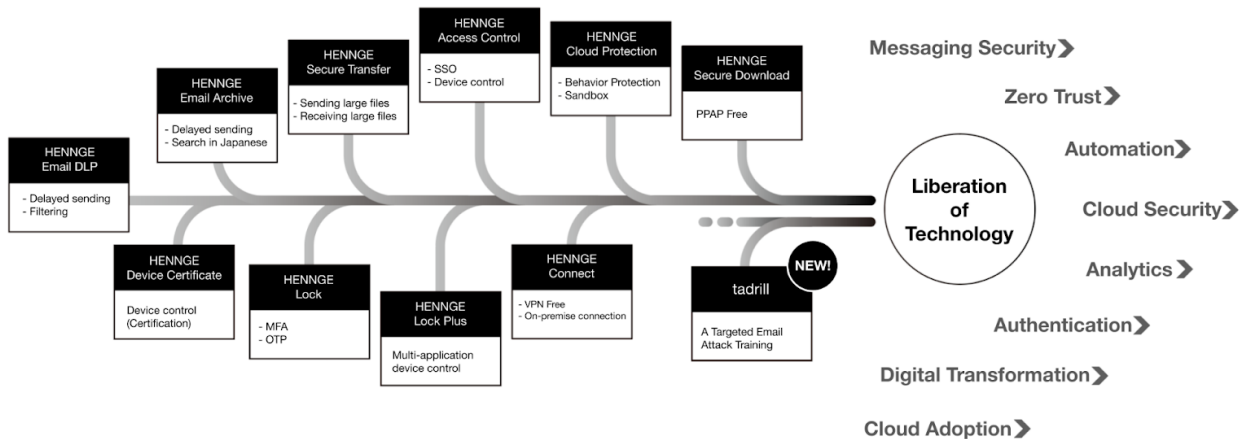 HENNGE
Email DLP
- Delayed sending
- Filtering
HENNGE
Email Archive
- Delayed sending
- Search in Japanese
HENNGE
Secure Transfer
- Sending large files
- Receiving large files
HENNGE
Access Control
- SSO
- Device control
HENNGE
Cloud Protection
- Behavior Protection
- Sandbox
HENNGE
Secure Download
PPAP Free
HENNGE
Device Certificate
Device control
(Certification)
HENNGE
Lock
- MFA
- OTP
HENNGE
Lock Plus
Multi-application
device control
HENNGE
Connect
- VPN Free
- On-premise connection
NEW!
tadrill
A Targeted Email
Attack Training
Liberation
of
Technology
Messaging Security
Zero Trust
Automation
Cloud Security
Analytics
Authentication
Digital Transformation
Cloud Adoption